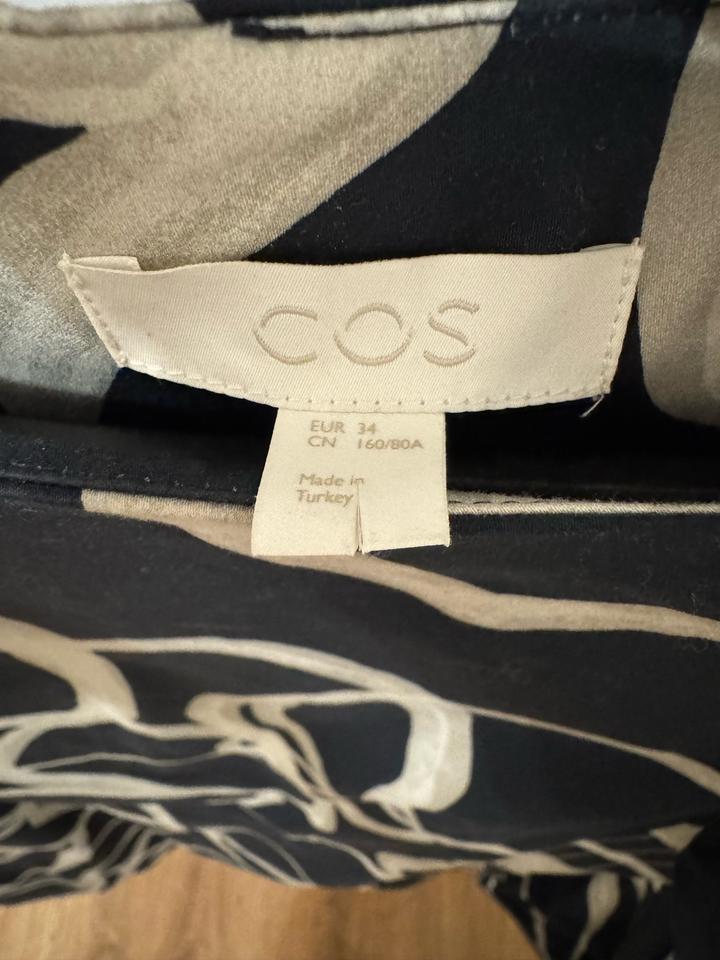 COS
EUR 34
CN 160/80A
Made in
Turkey